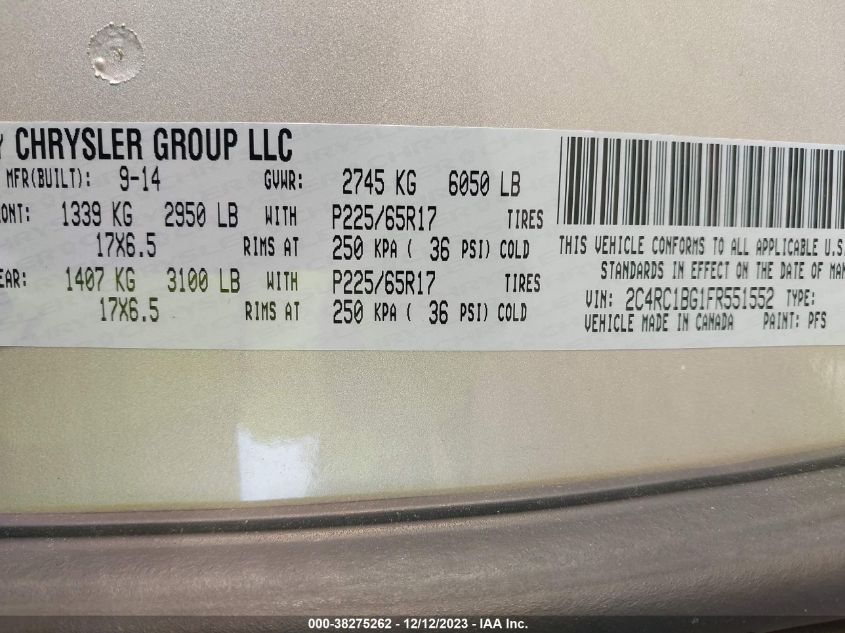 CHRYSLER GROUP LLC
MFR(BUILT): 9-14 GVWR: 2745 KG 6050 LB
1339 KG 2950 LB WITH P225/65R17 TIRES
17X6.5 RIMS AT 250 KPA ( 36 PSI) COLD
1407 KG 3100 LB WITH P225/65R17 TIRES
17X6.5 RIMS AT 250 KPA ( 36 PSI) COLD
THIS VEHICLE CONFORMS TO ALL APPLICABLE U.S.
STANDARDS IN EFFECT ON THE DATE OF
VIN: 2C4RC1BG1FR551552 TYPE:
VEHICLE MADE IN CANADA PAINT: PFS
000-38275262 - 12/12/2023 - IAA Inc.